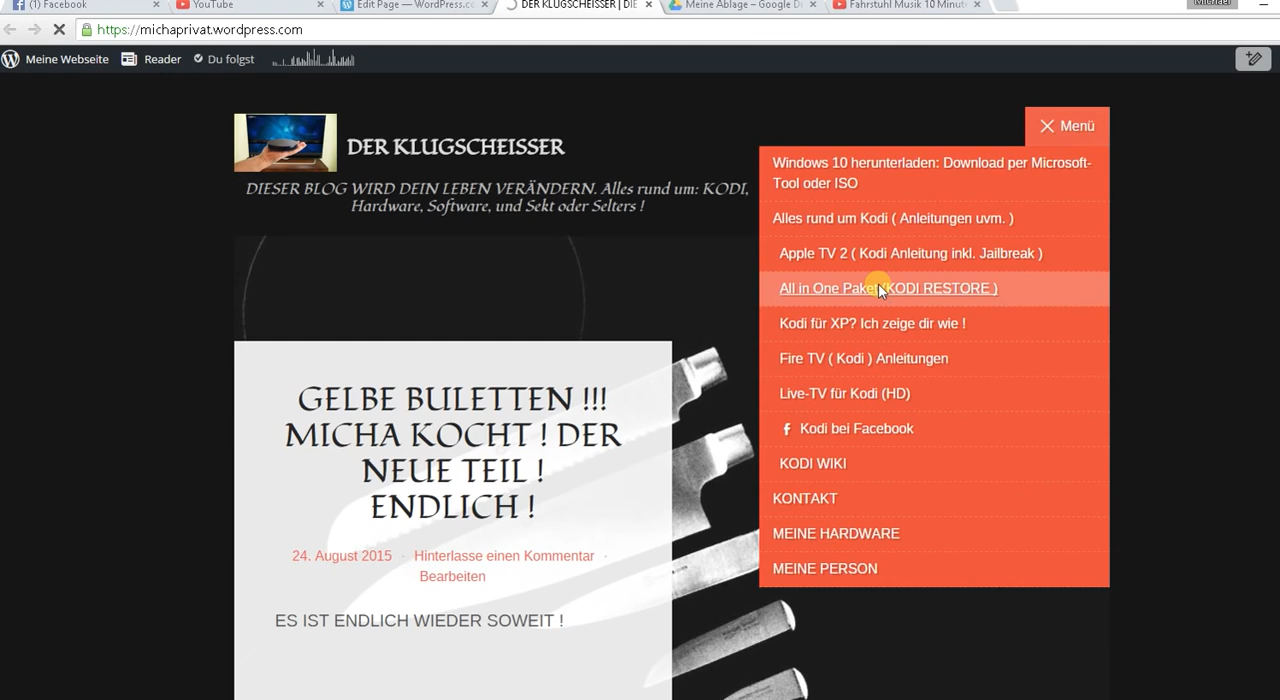 (1) Facebook
YouTube
Edit Page — WordPress.c
DER KLUGSCHEISSER | DIE
Meine Ablage – Google D
Fahrstuhl Musik 10 Minut
Michael
https://michaprivat.wordpress.com
Meine Webseite
Reader
Du folgst
DER KLUGSCHEISSER
DIESER BLOG WIRD DEIN LEBEN VERÄNDERN. Alles rund um: KODI,
Hardware, Software, und Sekt oder Selters !
Menü
Windows 10 herunterladen: Download per Microsoft-
Tool oder ISO
Alles rund um Kodi ( Anleitungen uvm. )
Apple TV 2 ( Kodi Anleitung inkl. Jailbreak )
All in One Paket (KODI RESTORE )
Kodi für XP? Ich zeige dir wie !
Fire TV ( Kodi ) Anleitungen
Live-TV für Kodi (HD)
Kodi bei Facebook
KODI WIKI
KONTAKT
MEINE HARDWARE
MEINE PERSON
GELBE BULETTEN !!!
MICHA KOCHT ! DER
NEUE TEIL !
ENDLICH !
24. August 2015 · Hinterlasse einen Kommentar ·
Bearbeiten
ES IST ENDLICH WIEDER SOWEIT !